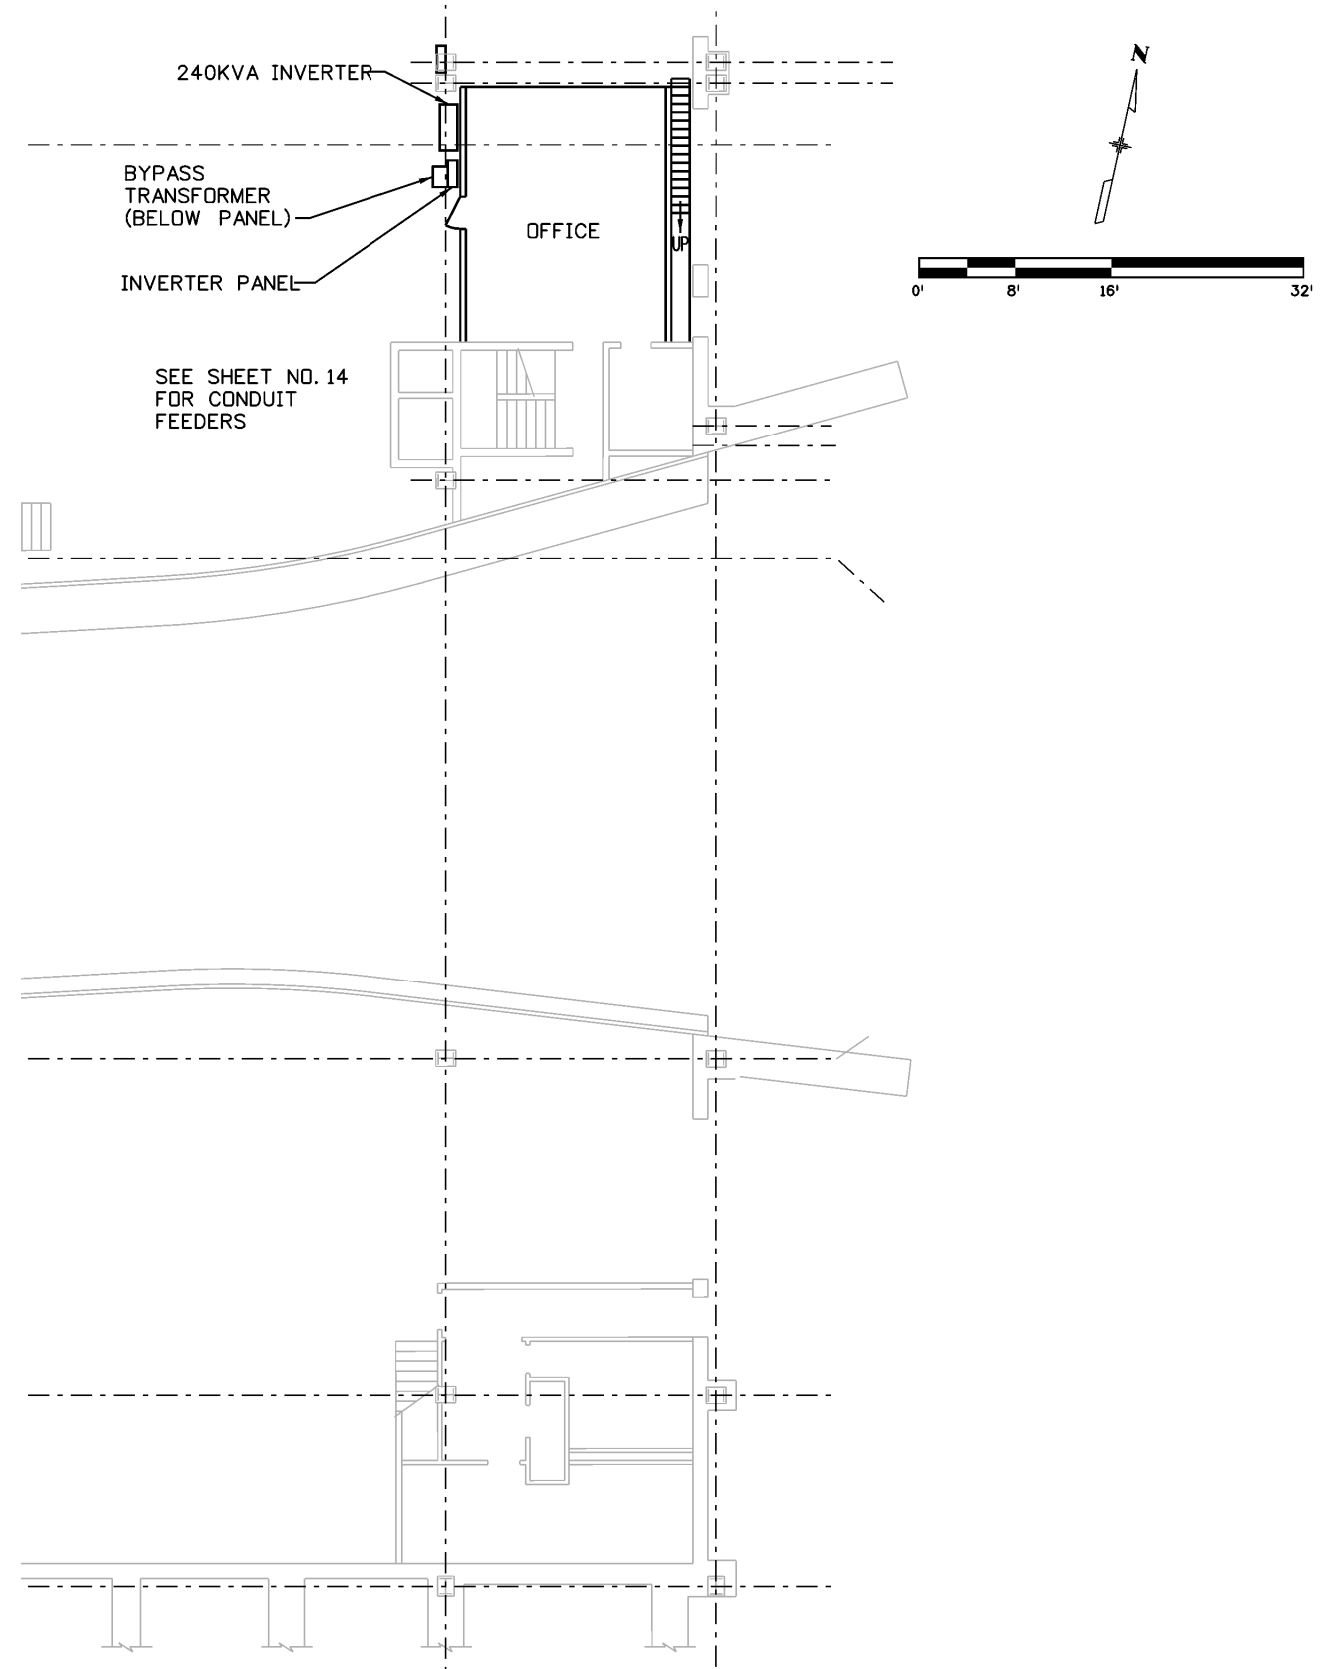 N
240KVA INVERTER
BYPASS
TRANSFORMER
(BELOW PANEL)
OFFICE
UP
INVERTER PANEL
0' 8' 16' 32'
SEE SHEET NO. 14
FOR CONDUIT
FEEDERS